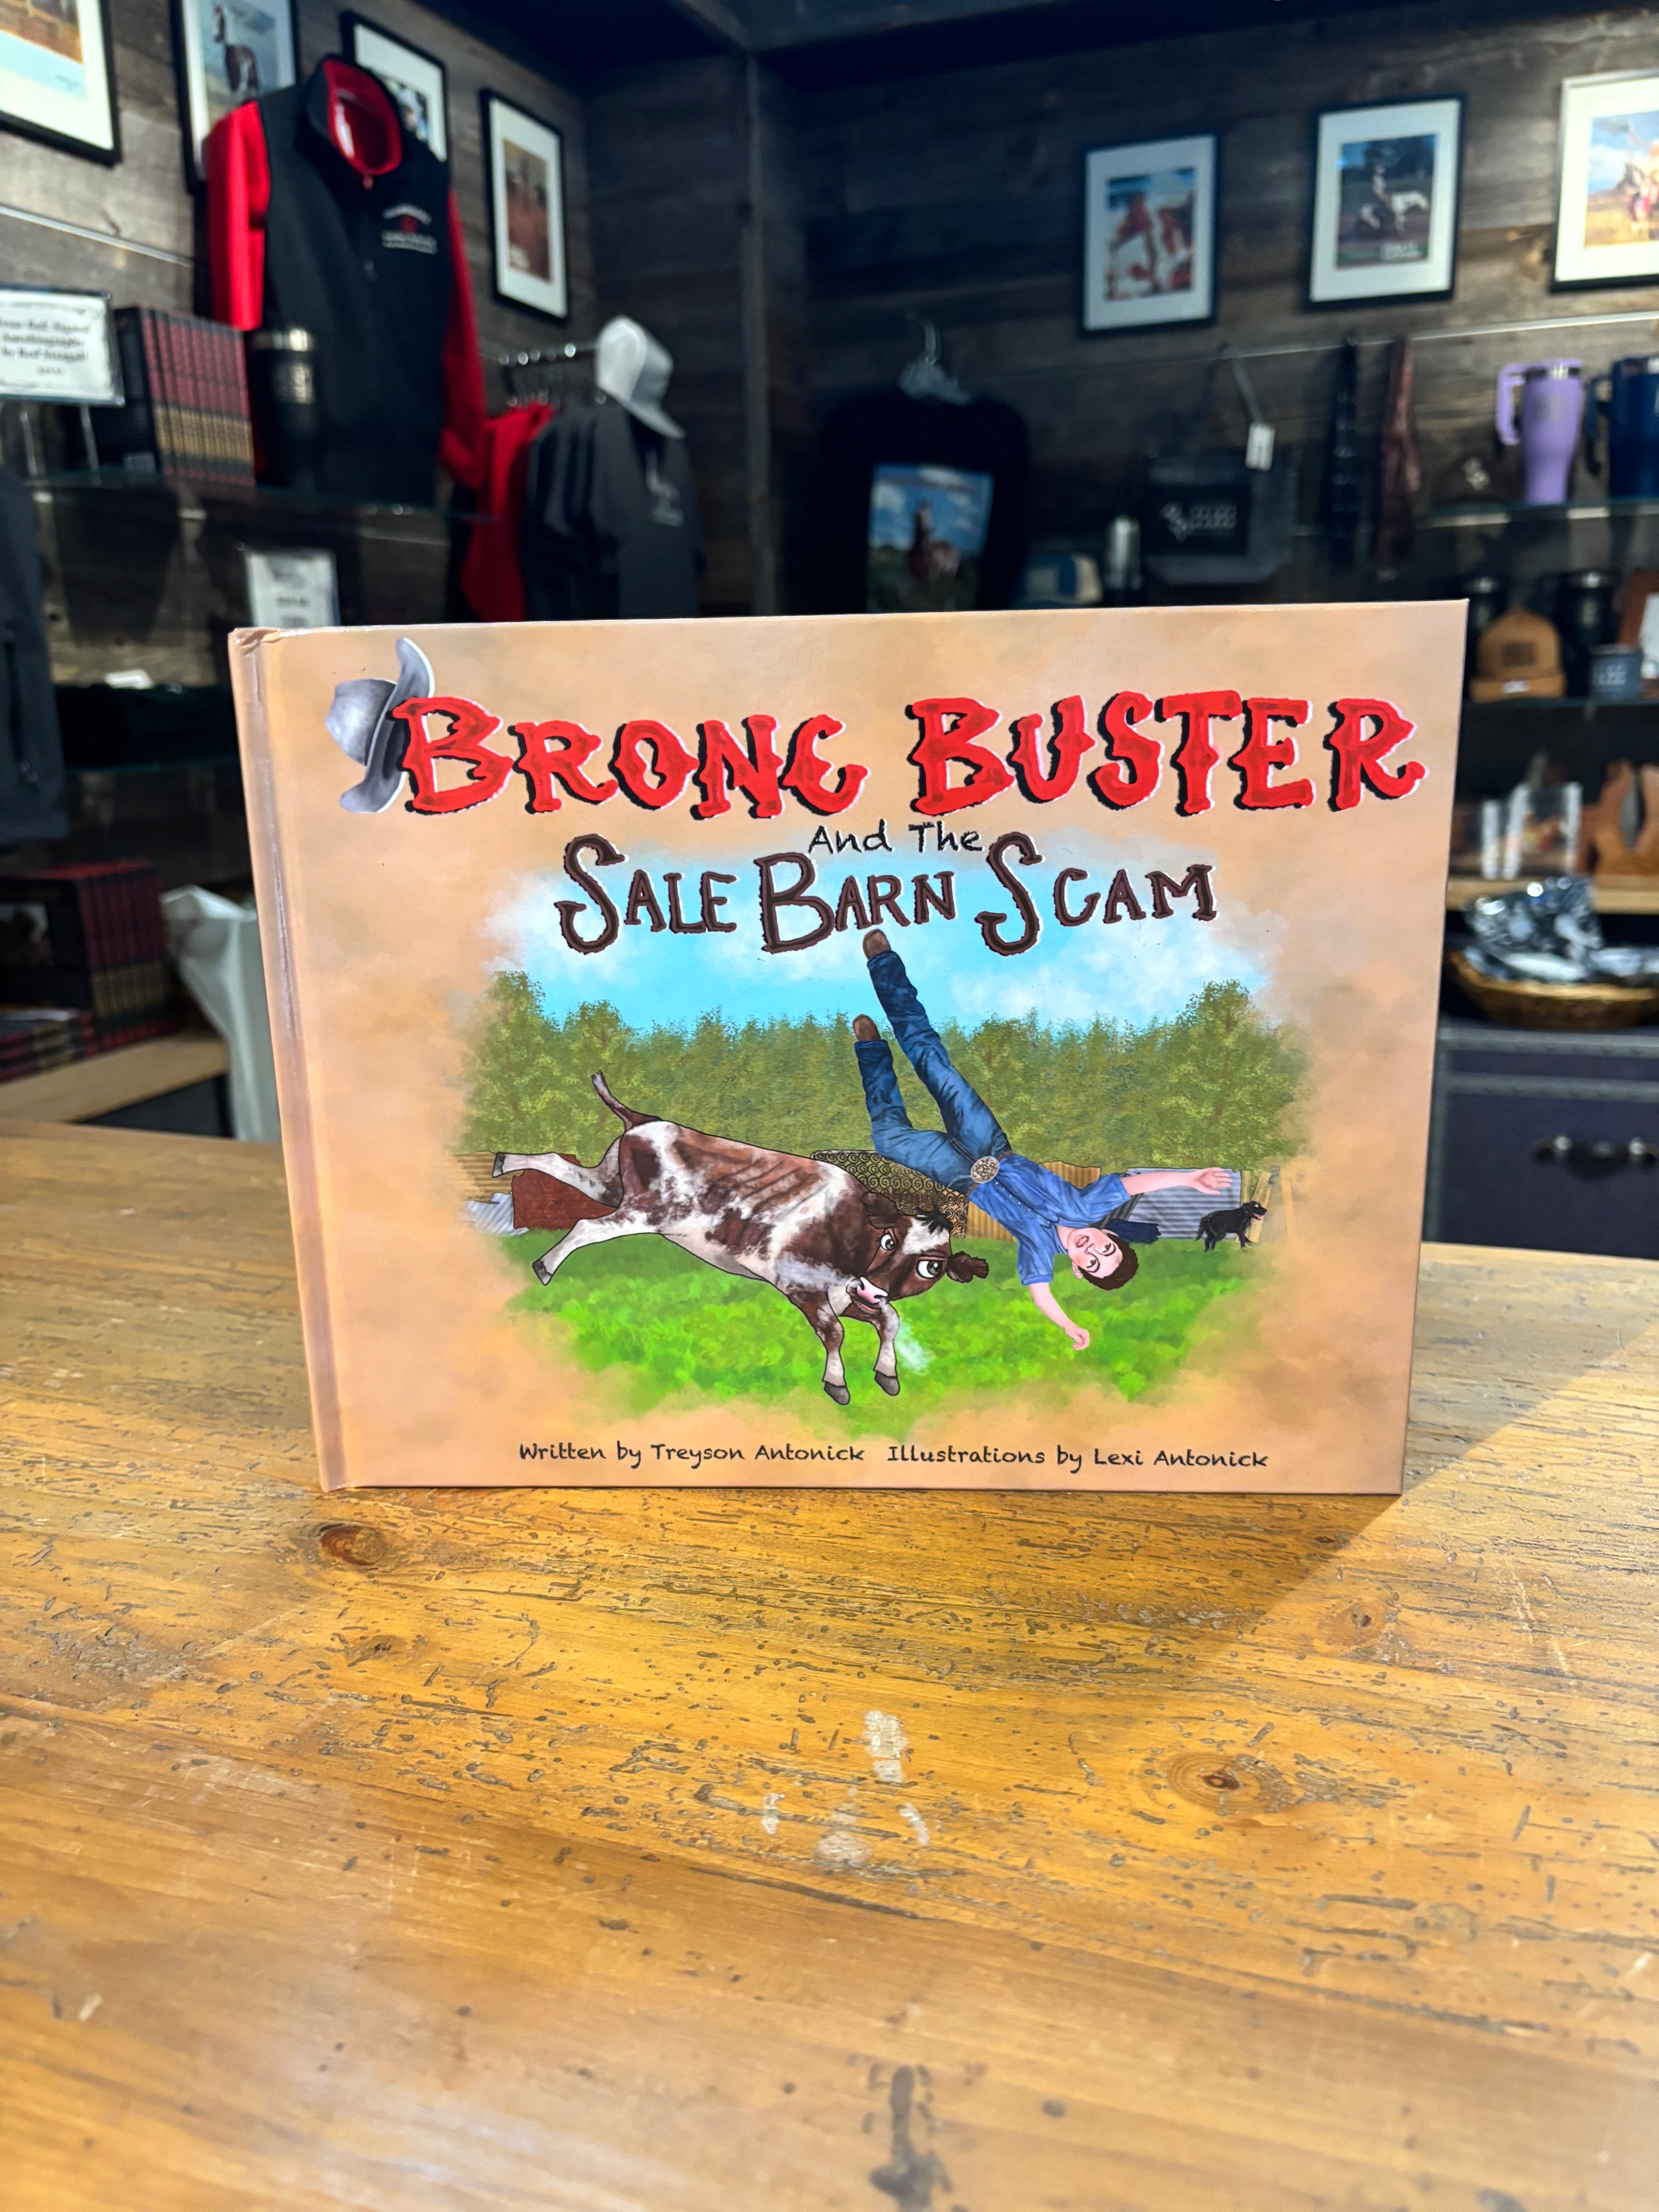 BRONC BUSTER
And The
SALE BARN SCAM
Written by Treyson Antonick Illustrations by Lexi Antonick